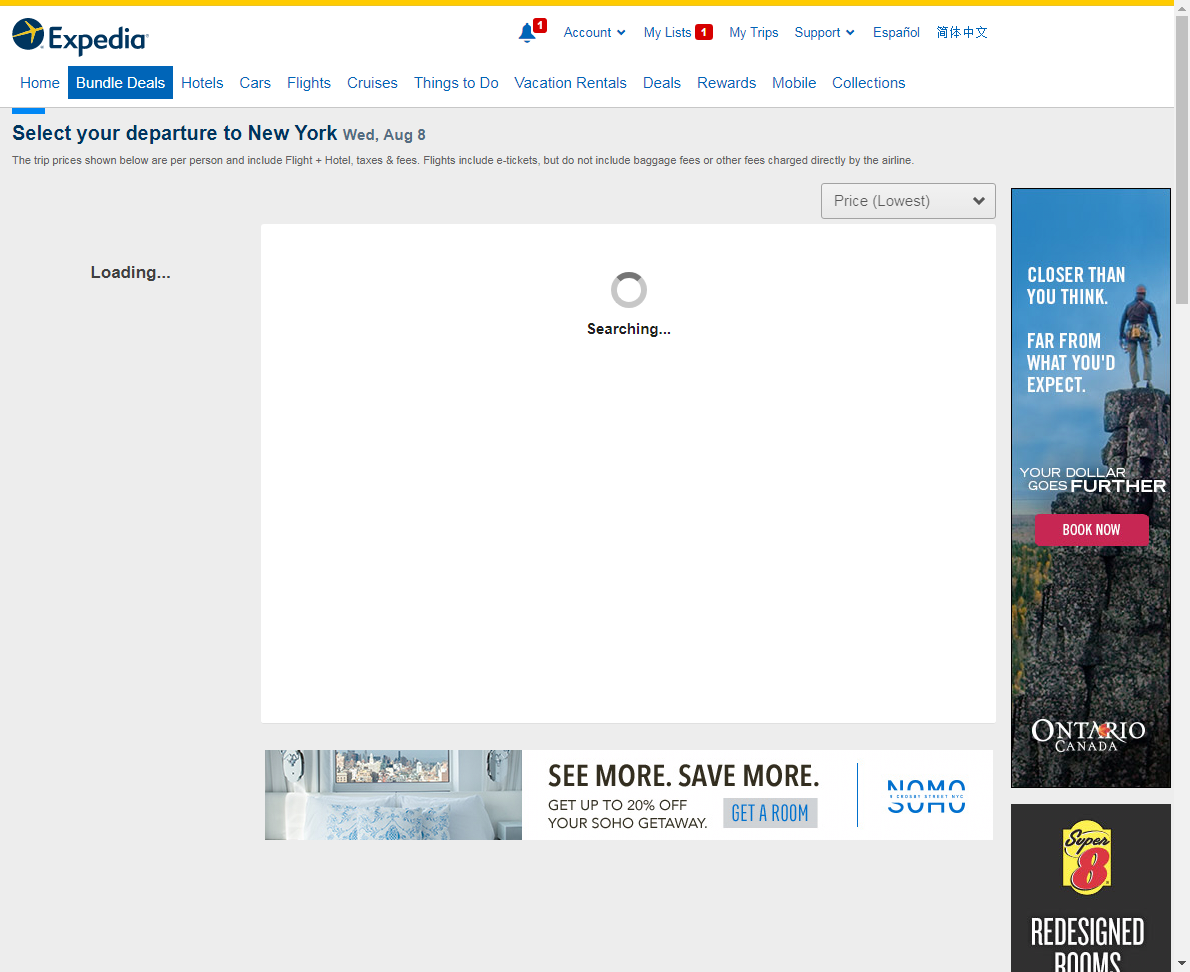 Expedia
1
Account
My Lists 1
My Trips
Support
Español
简体中文
Home
Bundle Deals
Hotels
Cars
Flights
Cruises
Things to Do
Vacation Rentals
Deals
Rewards
Mobile
Collections
Select your departure to New York Wed, Aug 8
The trip prices shown below are per person and include Flight + Hotel, taxes & fees. Flights include e-tickets, but do not include baggage fees or other fees charged directly by the airline.
Price (Lowest)
Loading...
Searching...
CLOSER THAN
YOU THINK.
FAR FROM
WHAT YOU'D
EXPECT.
YOUR DOLLAR
GOES FURTHER
BOOK NOW
ONTARIO
CANADA
SEE MORE. SAVE MORE.
GET UP TO 20% OFF
YOUR SOHO GETAWAY.
GET A ROOM
NOMO
9 CROSBY STREET NYC
SOHO
Super
8
REDESIGNED
ROOMS